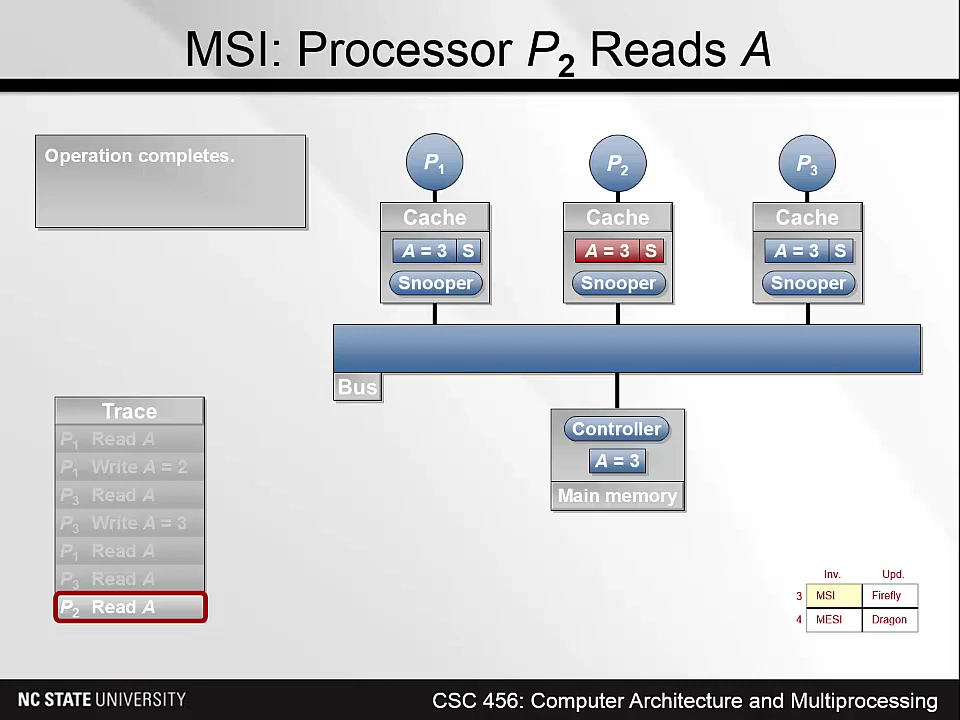 MSI: Processor P2 Reads A
Operation completes.
P1
P2
P3
Cache
Cache
Cache
A = 3 S
A = 3 S
A = 3 S
Snooper
Snooper
Snooper
Bus
Controller
A = 3
Main memory
Trace
P1 Read A
P1 Write A = 2
P3 Read A
P3 Write A = 3
P1 Read A
P3 Read A
P2 Read A
Inv. Upd.
3 MSI Firefly
4 MESI Dragon
NC STATE UNIVERSITY
CSC 456: Computer Architecture and Multiprocessing